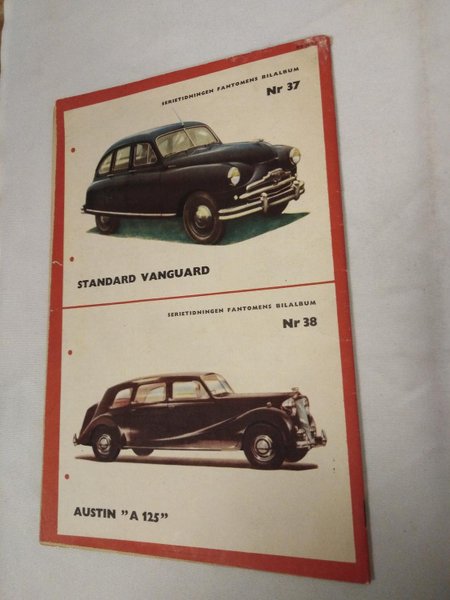 SERIETIDNINGEN FANTOMENS BILALBUM
Nr 37
STANDARD VANGUARD
SERIETIDNINGEN FANTOMENS BILALBUM
Nr 38
AUSTIN "A 125"